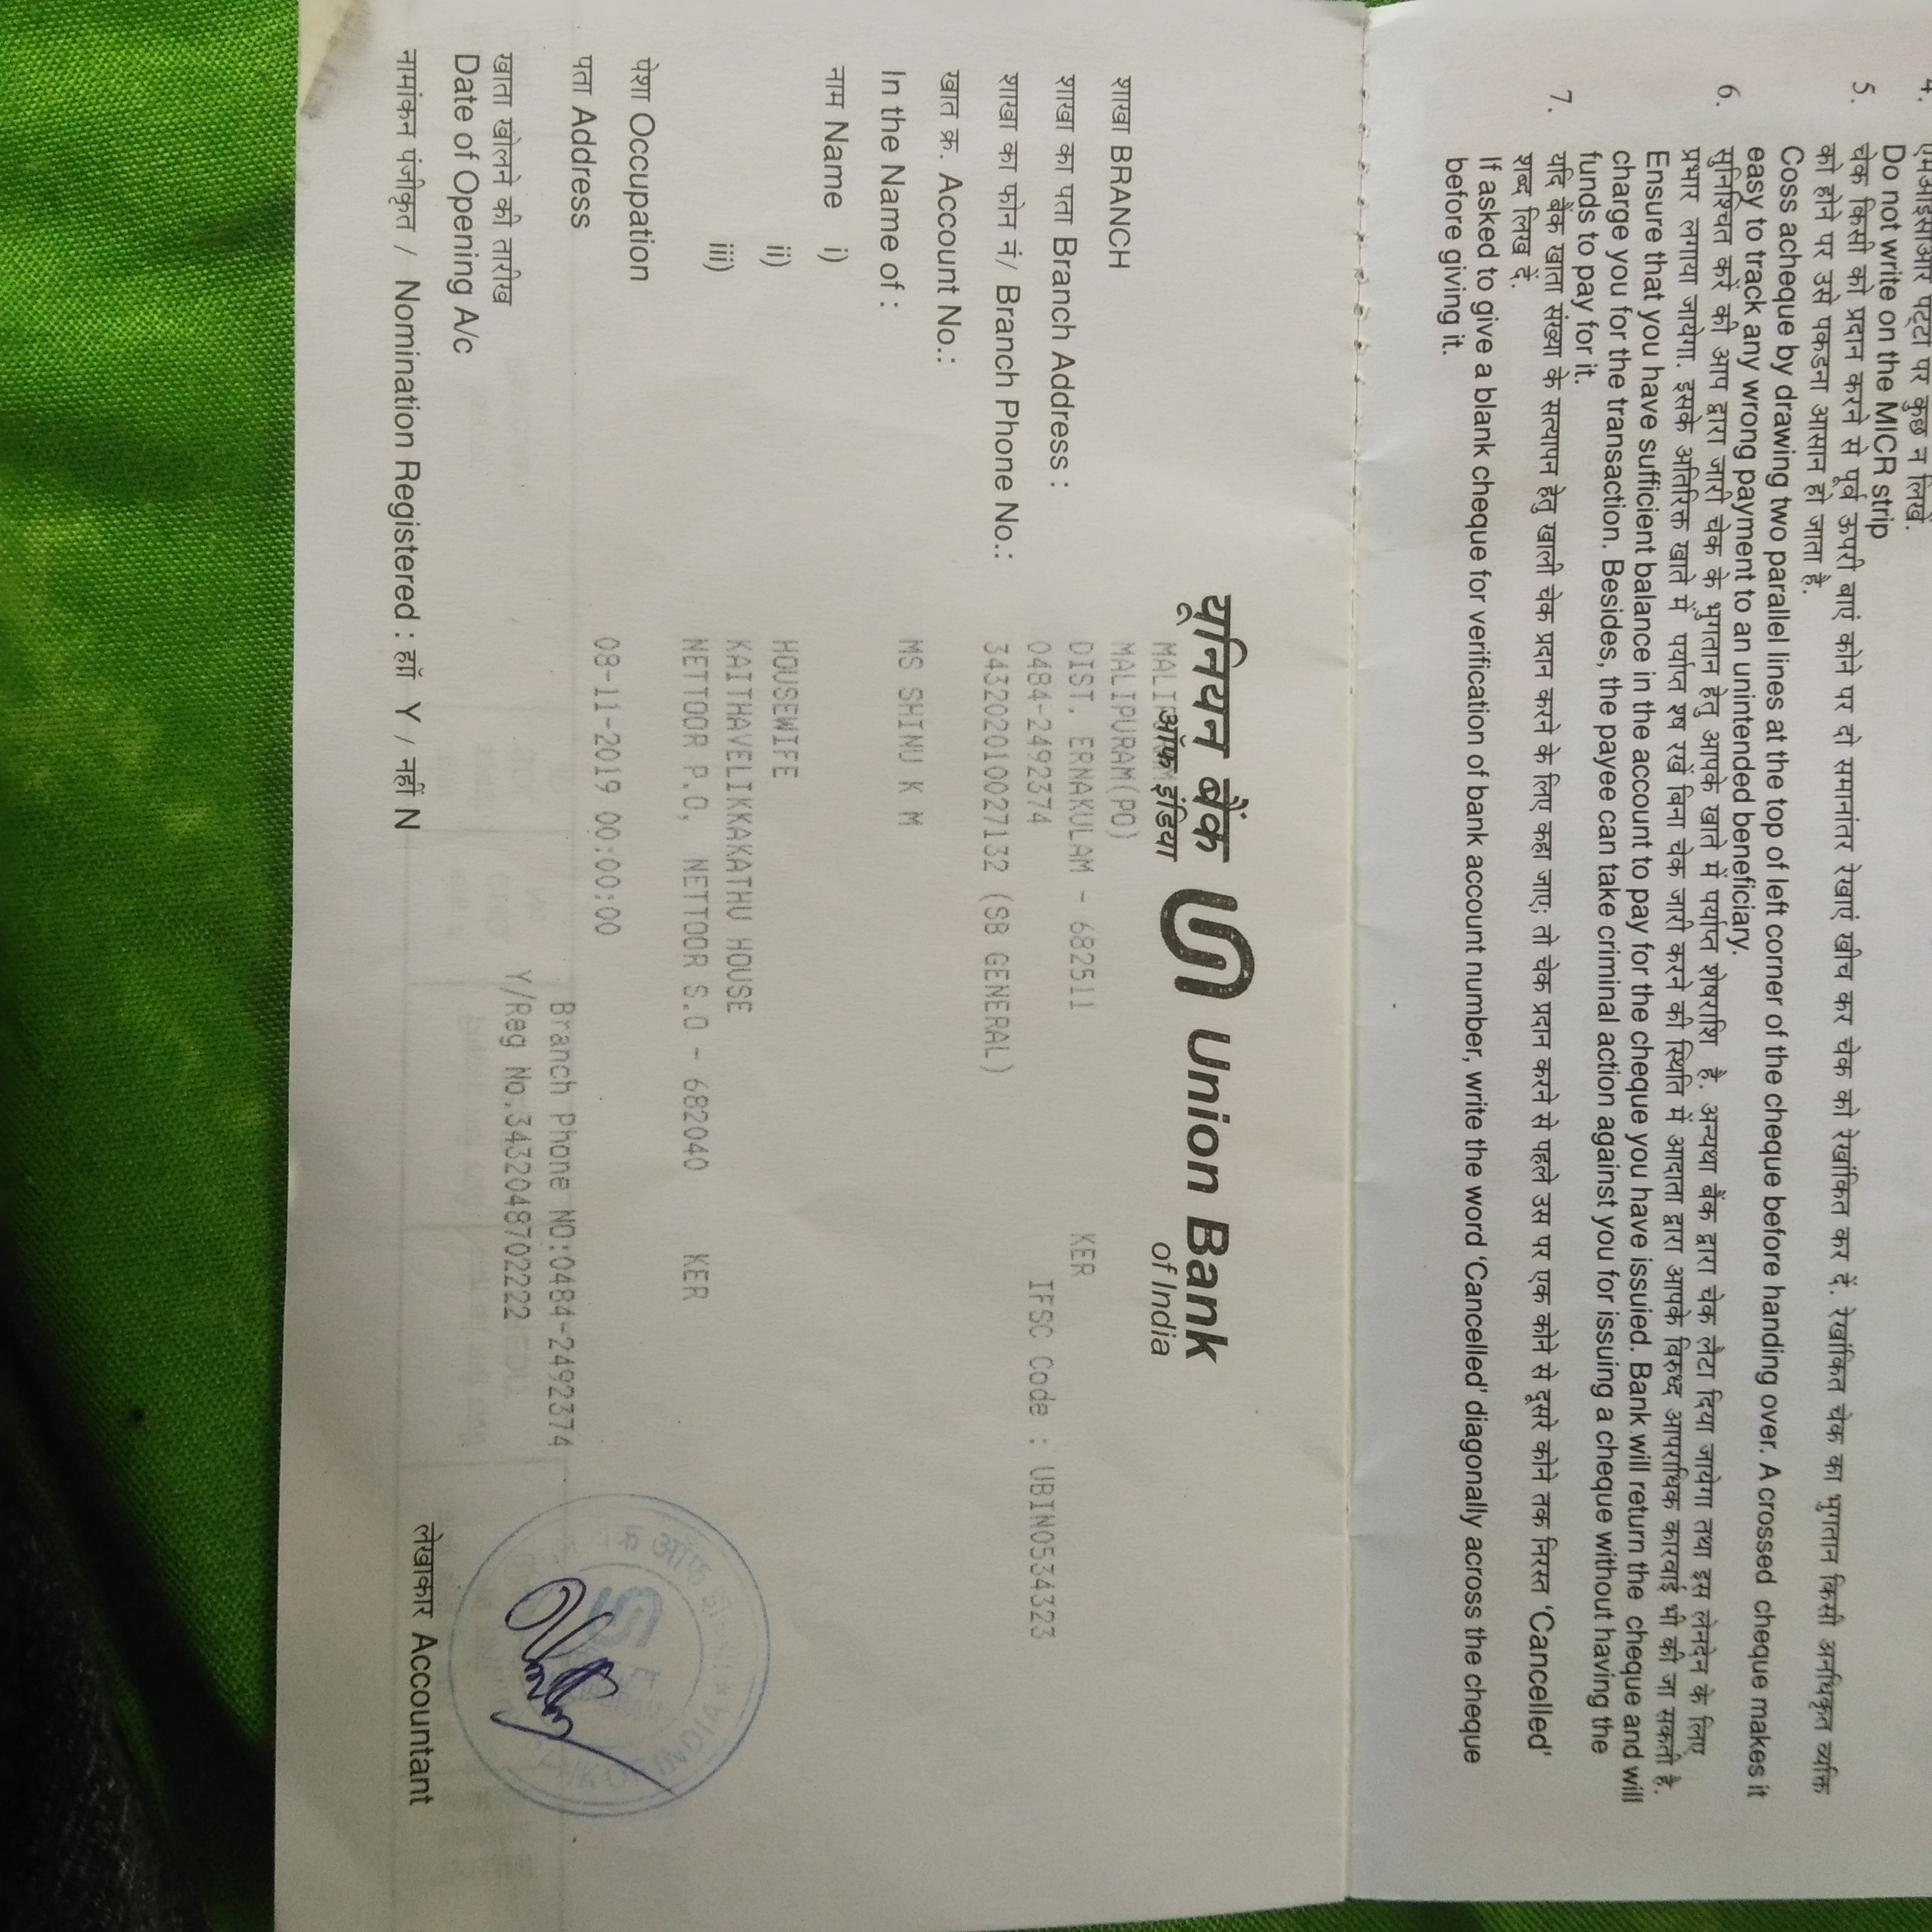 4. एमआईसीआर पट्टी पर कुछ न लिखें.
Do not write on the MICR strip
5. चेक किसी को प्रदान करने से पूर्व ऊपरी बाएं कोने पर दो समानांतर रेखाएं खींच कर चेक को रेखांकित कर दें. रेखांकित चेक का भुगतान किसी अनधिकृत व्यक्ति
को होने पर उसे पकडना आसान हो जाता है.
Coss acheque by drawing two parallel lines at the top of left corner of the cheque before handing over. A crossed cheque makes it
easy to track any wrong payment to an unintended beneficiary.
6. सुनिश्चित करें की आप द्वारा जारी चेक के भुगतान हेतु आपके खाते में पर्याप्त शेषराशि है. अन्यथा बैंक द्वारा चेक लैटा दिया जायेगा तथा इस लेनदेन के लिए
प्रभार लगाया जायेगा. इसके अतिरिक्त खाते में पर्याप्त श्ष रखें बिना चेक जारी करने की स्थिति में आदाता द्वारा आपके विरुध्द आपराधिक कारवाई भी की जा सकती है.
Ensure that you have sufficient balance in the account to pay for the cheque you have issuied. Bank will return the cheque and will
charge you for the transaction. Besides, the payee can take criminal action against you for issuing a cheque without having the
funds to pay for it.
7. यदि बैंक खाता संख्या के सत्यापन हेतु खाली चेक प्रदान करने के लिए कहा जाए; तो चेक प्रदान करने से पहले उस पर एक कोने से दूसरे कोने तक निरस्त ‘Cancelled’
शब्द लिख दें.
If asked to give a blank cheque for verification of bank account number, write the word ‘Cancelled’ diagonally across the cheque
before giving it.
यूनियन बैंक Union Bank
ऑफ इंडिया of India
शाखा BRANCH
MALIPURAM(PO)
शाखा का पता Branch Address :
DIST. ERNAKULAM - 682511 KER
0484-2492374 IFSC Code : UBIN0534323
शाखा का फोन नं/ Branch Phone No.:
343202010027132 (SB GENERAL)
खात क्र. Account No.:
In the Name of :
MS SHINU K M
नाम Name i)
ii)
iii)
HOUSEWIFE
KAITHAVELIKKAKATHU HOUSE
पेशा Occupation
NETTOOR P.O, NETTOOR S.O - 682040 KER
पता Address
08-11-2019 00:00:00
Branch Phone NO:0484-2492374
Y/Reg No.3432048702222
खाता खोलने की तारीख
Date of Opening A/c
नामांकन पंजीकृत / Nomination Registered : हाँ Y / नहीं N
लेखाकार Accountant